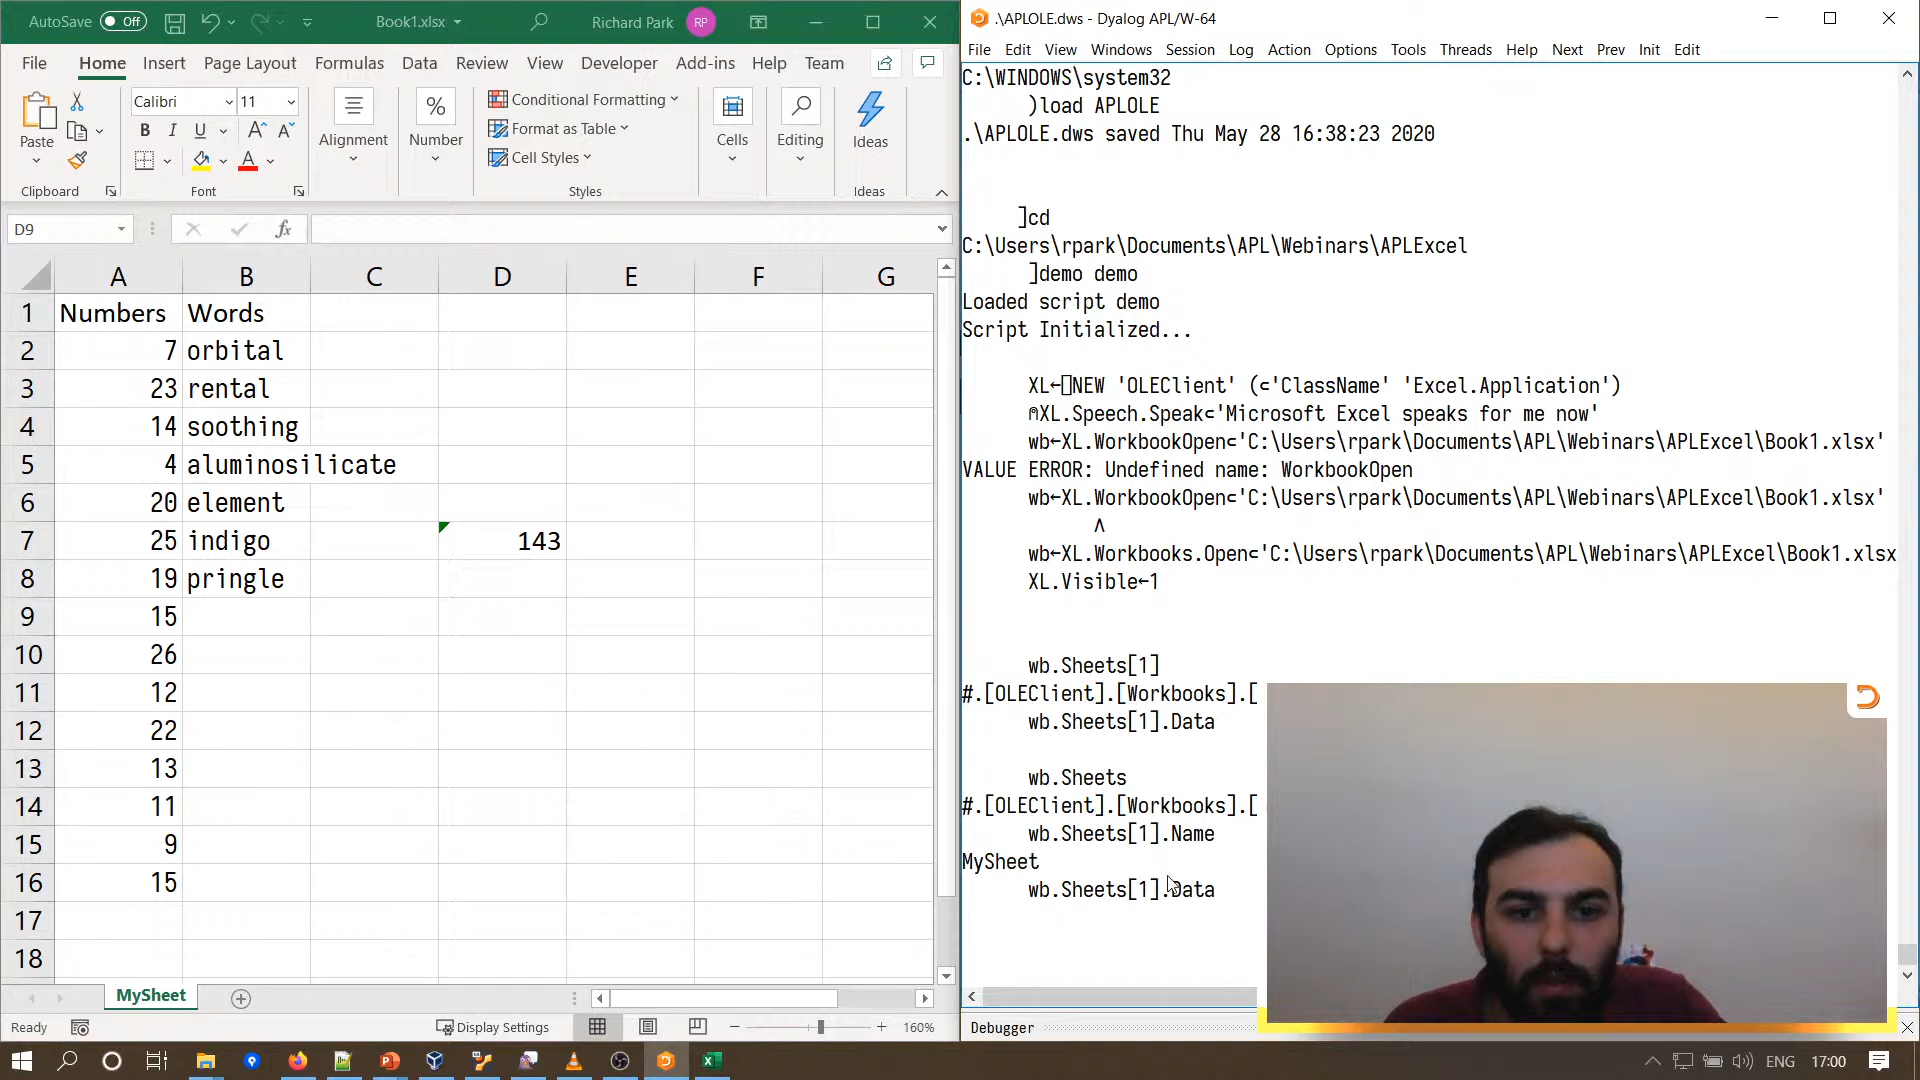 AutoSave Off Book1.xlsx Richard Park RP
File Home Insert Page Layout Formulas Data Review View Developer Add-ins Help Team
Calibri 11
Paste
B I U A A
A
Alignment
%
Number
Conditional Formatting
Format as Table
Cell Styles
Cells
Editing
Ideas
Clipboard Font Styles Ideas
D9 fx
A B C D E F G
1 Numbers Words
2 7 orbital
3 23 rental
4 14 soothing
5 4 aluminosilicate
6 20 element
7 25 indigo 143
8 19 pringle
9 15
10 26
11 12
12 22
13 13
14 11
15 9
16 15
17
18
MySheet
Ready Display Settings 160%
.\APLOLE.dws - Dyalog APL/W-64
File Edit View Windows Session Log Action Options Tools Threads Help Next Prev Init Edit
C:\WINDOWS\system32
)load APLOLE
.\APLOLE.dws saved Thu May 28 16:38:23 2020
]cd
C:\Users\rpark\Documents\APL\Webinars\APLExcel
]demo demo
Loaded script demo
Script Initialized...
XL←⎕NEW 'OLEClient' (⊂'ClassName' 'Excel.Application')
⍝XL.Speech.Speak⊂'Microsoft Excel speaks for me now'
wb←XL.WorkbookOpen⊂'C:\Users\rpark\Documents\APL\Webinars\APLExcel\Book1.xlsx'
VALUE ERROR: Undefined name: WorkbookOpen
wb←XL.WorkbookOpen⊂'C:\Users\rpark\Documents\APL\Webinars\APLExcel\Book1.xlsx'
∧
wb←XL.Workbooks.Open⊂'C:\Users\rpark\Documents\APL\Webinars\APLExcel\Book1.xlsx
XL.Visible←1
wb.Sheets[1]
#.[OLEClient].[Workbooks].[
wb.Sheets[1].Data
wb.Sheets
#.[OLEClient].[Workbooks].[
wb.Sheets[1].Name
MySheet
wb.Sheets[1].Data
Debugger
ENG 17:00